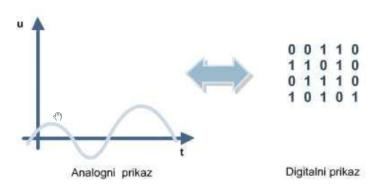 u
t
Analogni prikaz
0 0 1 1 0
1 1 0 1 0
0 1 1 1 0
1 0 1 0 1
Digitalni prikaz